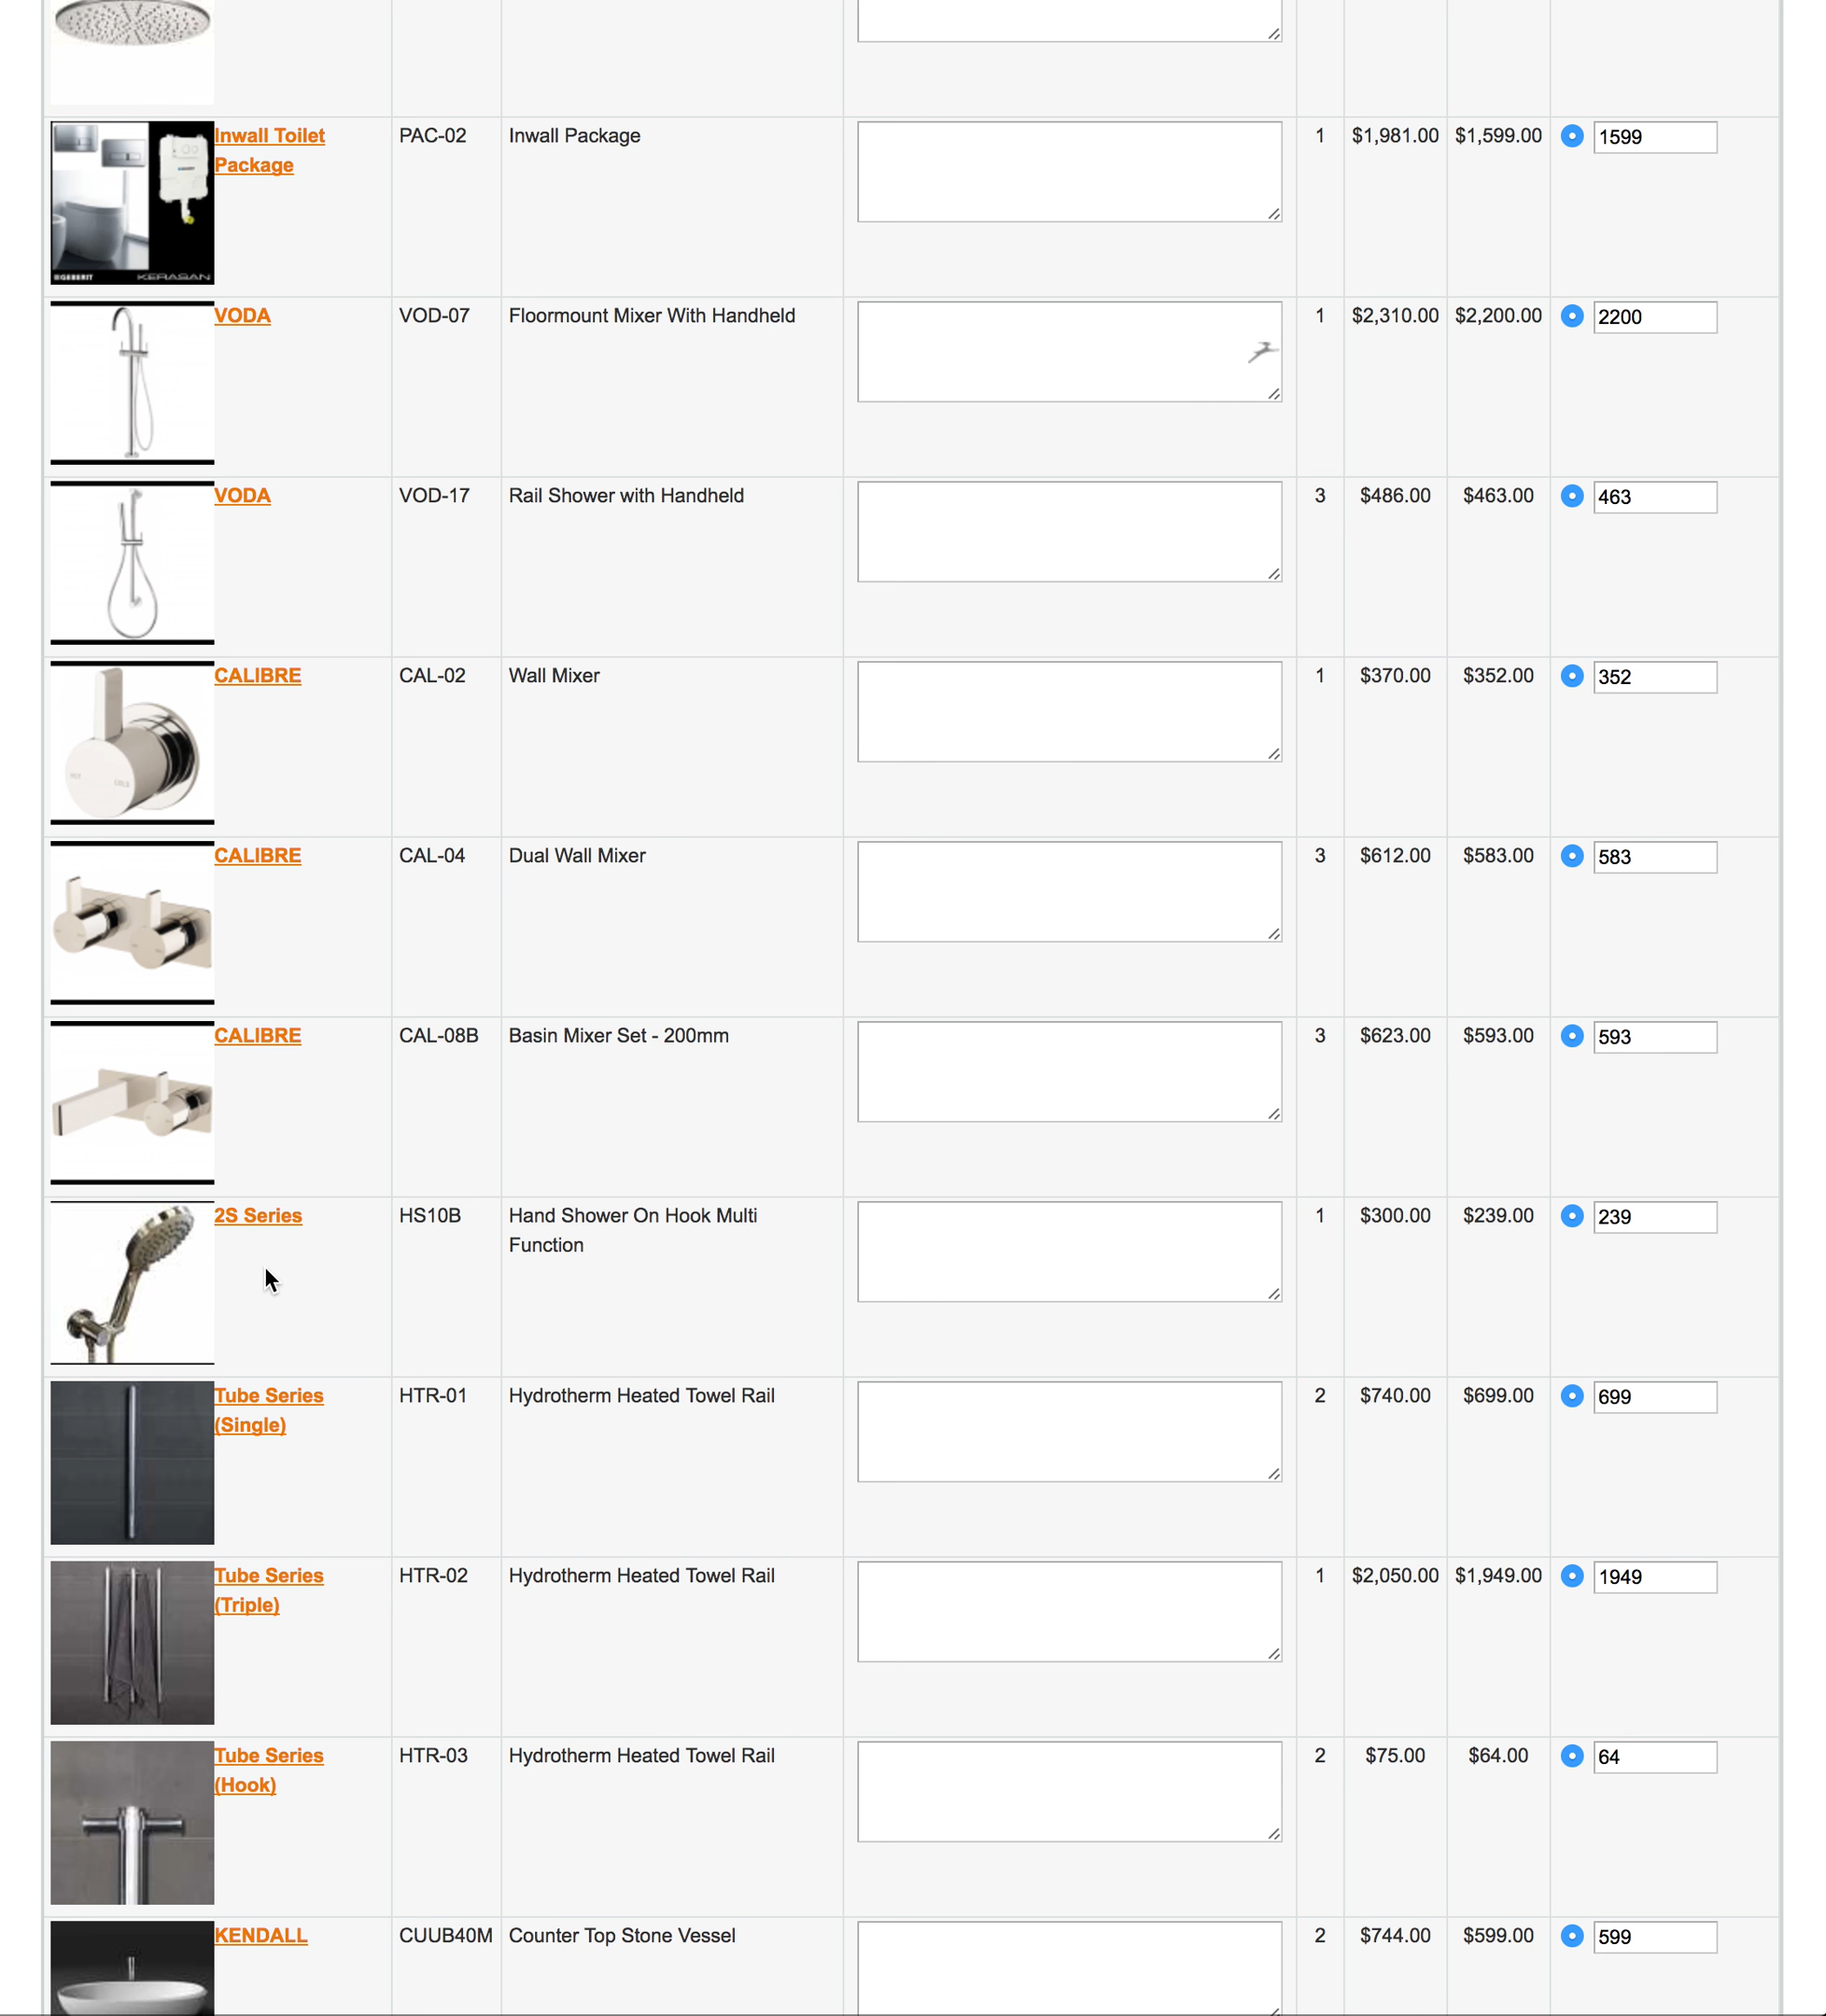 Inwall Toilet Package PAC-02 Inwall Package 1 $1,981.00 $1,599.00 1599
GEBERIT KERASAN
VODA VOD-07 Floormount Mixer With Handheld 1 $2,310.00 $2,200.00 2200
VODA VOD-17 Rail Shower with Handheld 3 $486.00 $463.00 463
CALIBRE CAL-02 Wall Mixer 1 $370.00 $352.00 352
COLD
CALIBRE CAL-04 Dual Wall Mixer 3 $612.00 $583.00 583
CALIBRE CAL-08B Basin Mixer Set - 200mm 3 $623.00 $593.00 593
2S Series HS10B Hand Shower On Hook Multi Function 1 $300.00 $239.00 239
Tube Series (Single) HTR-01 Hydrotherm Heated Towel Rail 2 $740.00 $699.00 699
Tube Series (Triple) HTR-02 Hydrotherm Heated Towel Rail 1 $2,050.00 $1,949.00 1949
Tube Series (Hook) HTR-03 Hydrotherm Heated Towel Rail 2 $75.00 $64.00 64
KENDALL CUUB40M Counter Top Stone Vessel 2 $744.00 $599.00 599